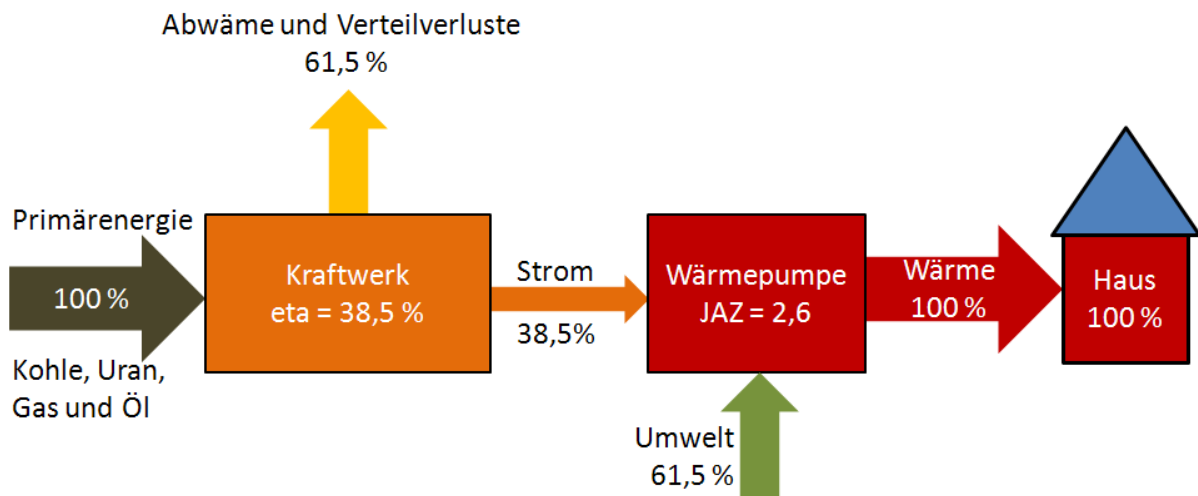 Abwäme und Verteilverluste
61,5 %
Primärenergie
100 %
Kohle, Uran,
Gas und Öl
Kraftwerk
eta = 38,5 %
Strom
38,5%
Wärmepumpe
JAZ = 2,6
Umwelt
61,5 %
Wärme
100 %
Haus
100 %